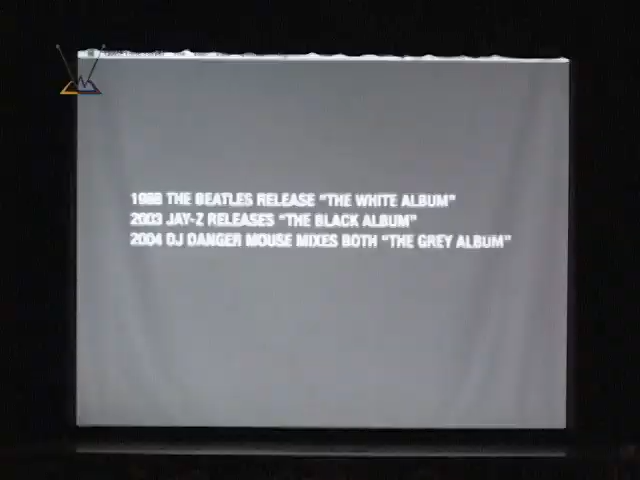 1968 THE BEATLES RELEASE "THE WHITE ALBUM"
2003 JAY-Z RELEASES "THE BLACK ALBUM"
2004 DJ DANGER MOUSE MIXES BOTH "THE GREY ALBUM"